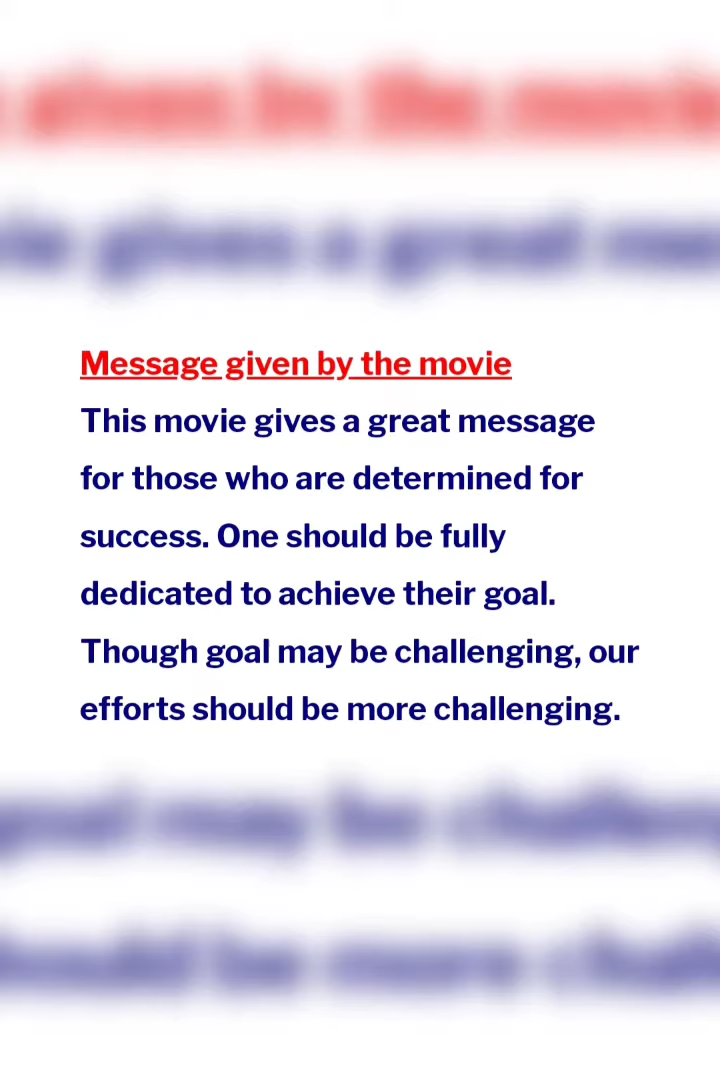 Message given by the movie
This movie gives a great message
for those who are determined for
success. One should be fully
dedicated to achieve their goal.
Though goal may be challenging, our
efforts should be more challenging.